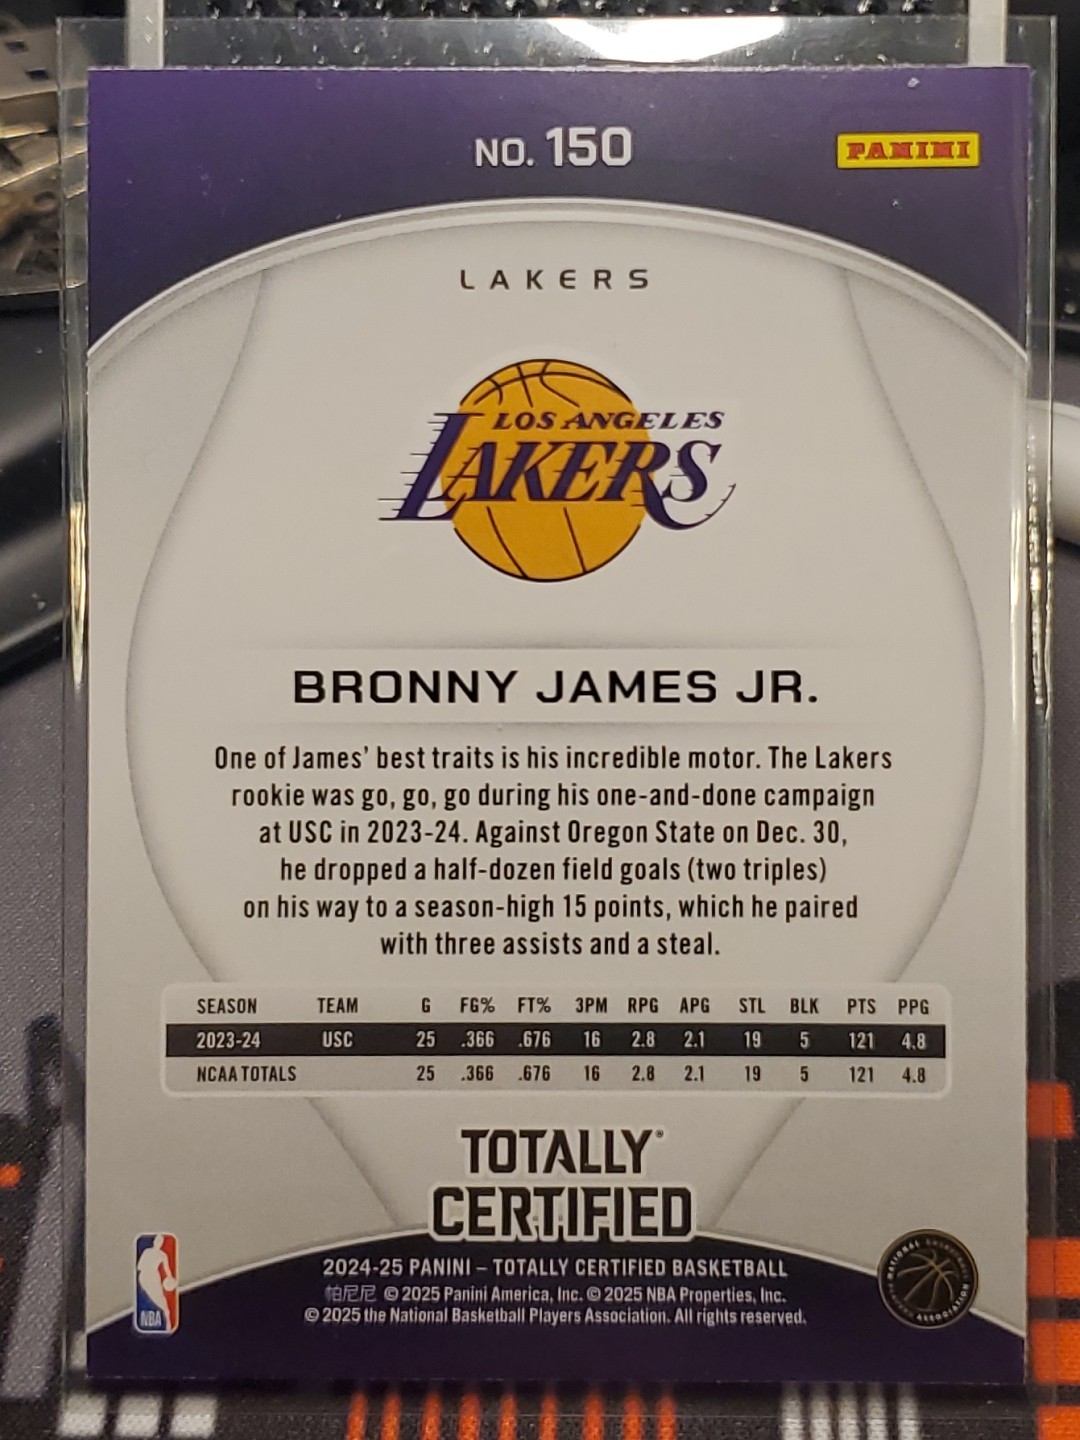 NO. 150
PANINI
LAKERS
LOS ANGELES
LAKERS
BRONNY JAMES JR.
One of James' best traits is his incredible motor. The Lakers
rookie was go, go, go during his one-and-done campaign
at USC in 2023-24. Against Oregon State on Dec. 30,
he dropped a half-dozen field goals (two triples)
on his way to a season-high 15 points, which he paired
with three assists and a steal.
SEASON TEAM G FG% FT% 3PM RPG APG STL BLK PTS PPG
2023-24 USC 25 .366 .676 16 2.8 2.1 19 5 121 4.8
NCAA TOTALS 25 .366 .676 16 2.8 2.1 19 5 121 4.8
TOTALLY®
CERTIFIED
2024-25 PANINI – TOTALLY CERTIFIED BASKETBALL
帕尼尼 © 2025 Panini America, Inc. © 2025 NBA Properties, Inc.
© 2025 the National Basketball Players Association. All rights reserved.
NBA
NATIONAL BASKETBALL PLAYERS ASSOCIATION